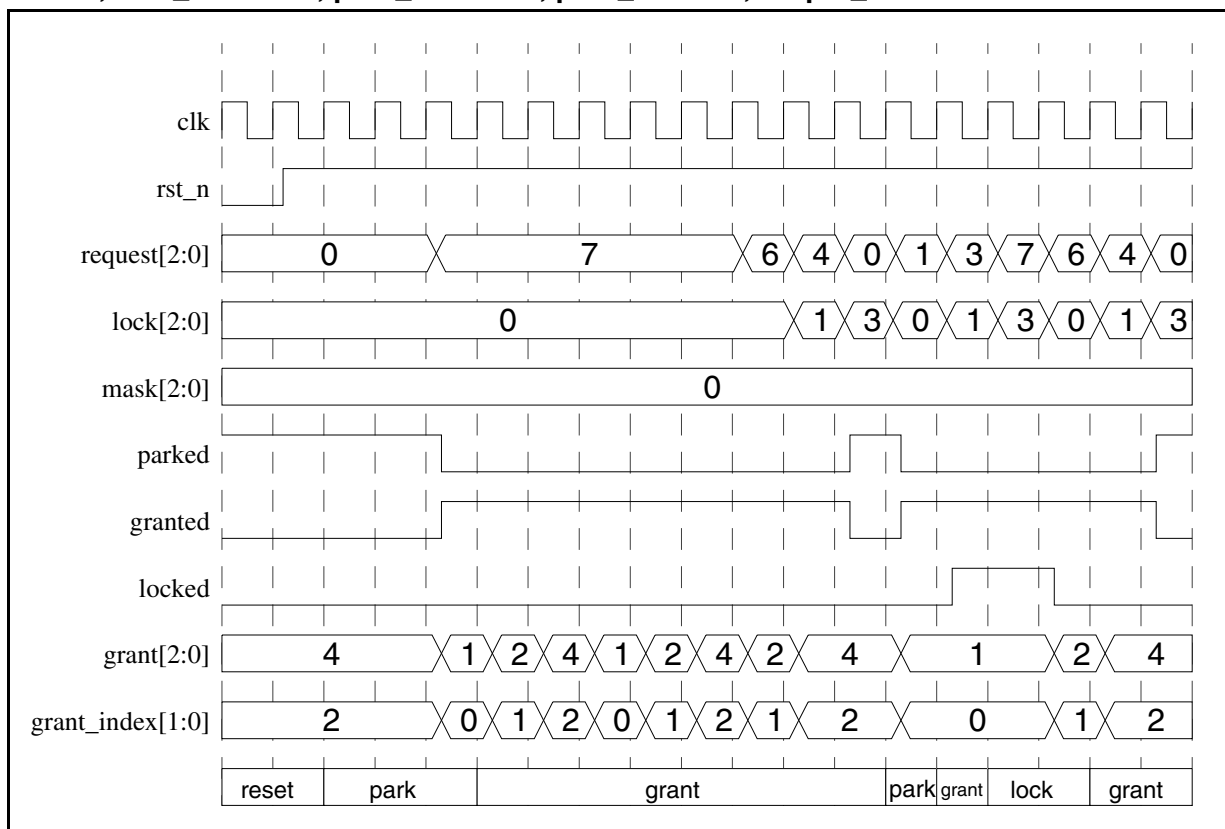 clk
rst_n
request[2:0] 0 7 6 4 0 1 3 7 6 4 0
lock[2:0] 0 1 3 0 1 3 0 1 3
mask[2:0] 0
parked
granted
locked
grant[2:0] 4 1 2 4 1 2 4 2 4 1 2 4
grant_index[1:0] 2 0 1 2 0 1 2 1 2 0 1 2
reset park grant park grant lock grant